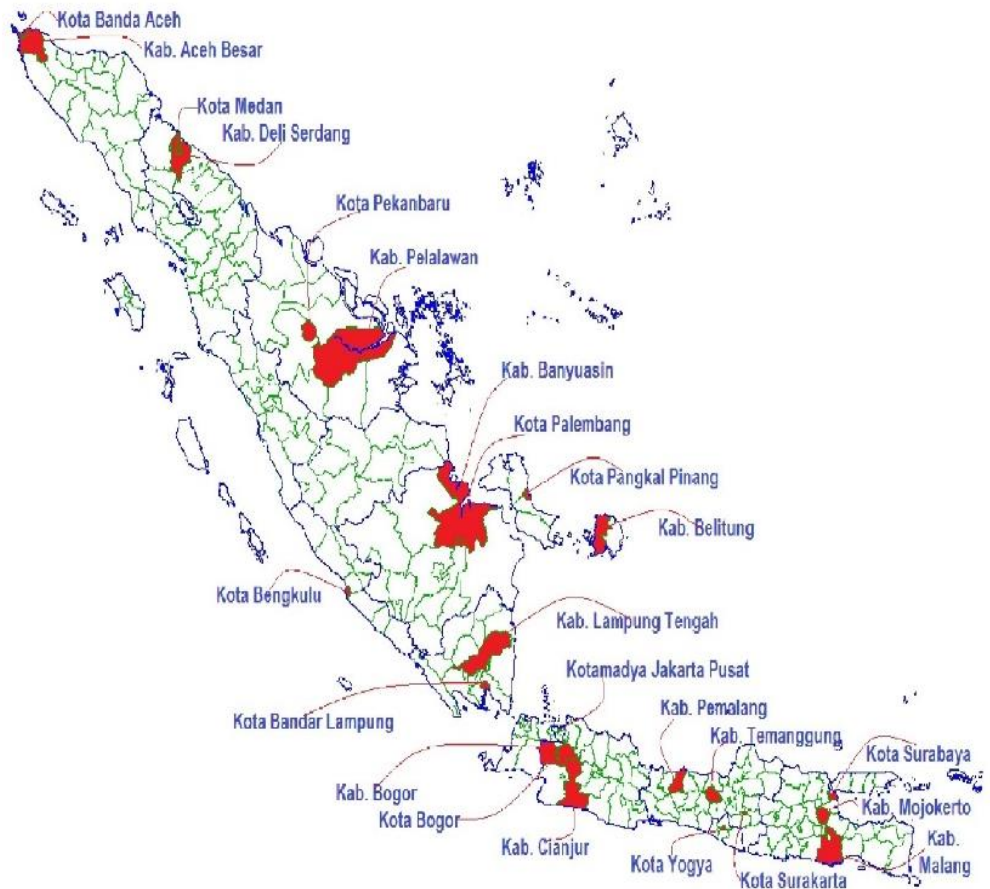 Kota Banda Aceh
Kab. Aceh Besar
Kota Medan
Kab. Deli Serdang
Kota Pekanbaru
Kab. Pelalawan
Kab. Banyuasin
Kota Palembang
Kota Pangkal Pinang
Kab. Belitung
Kota Bengkulu
Kab. Lampung Tengah
Kotamadya Jakarta Pusat
Kota Bandar Lampung
Kab. Pemalang
Kab. Temanggung
Kota Surabaya
Kab. Bogor
Kab. Mojokerto
Kota Bogor
Kab. Cianjur
Kota Yogya
Kota Surakarta
Kab.
Malang